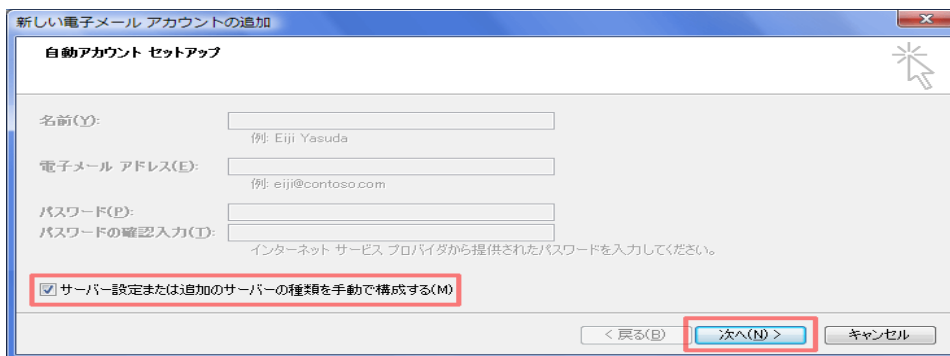 新しい電子メール アカウントの追加
自動アカウント セットアップ
名前(Y):
例: Eiji Yasuda
電子メール アドレス(E):
例: eiji@contoso.com
パスワード(P):
パスワードの確認入力(T):
インターネット サービス プロバイダから提供されたパスワードを入力してください。
サーバー設定または追加のサーバーの種類を手動で構成する(M)
< 戻る(B) 次へ(N) > キャンセル